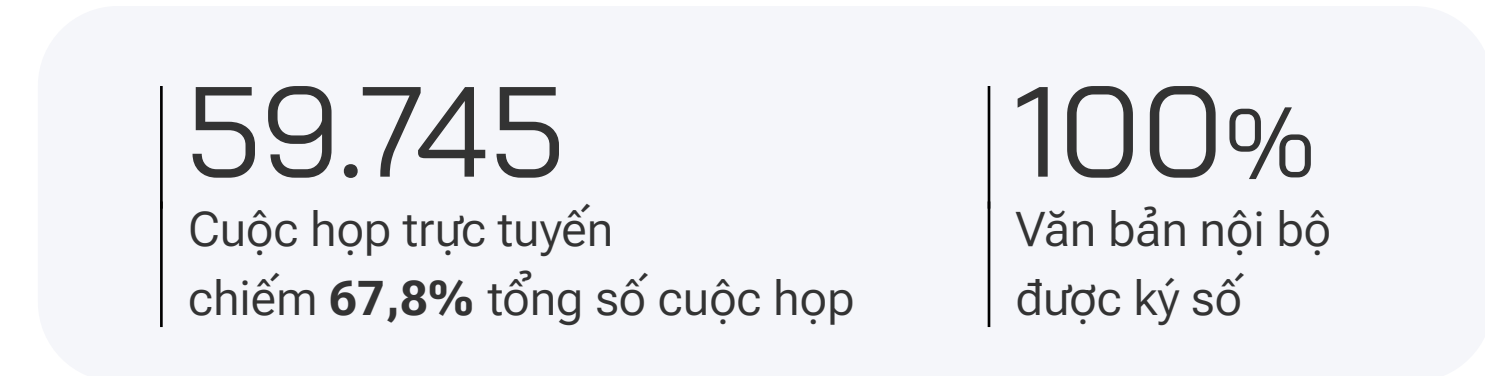 59.745
Cuộc họp trực tuyến
chiếm 67,8% tổng số cuộc họp
100%
Văn bản nội bộ
được ký số